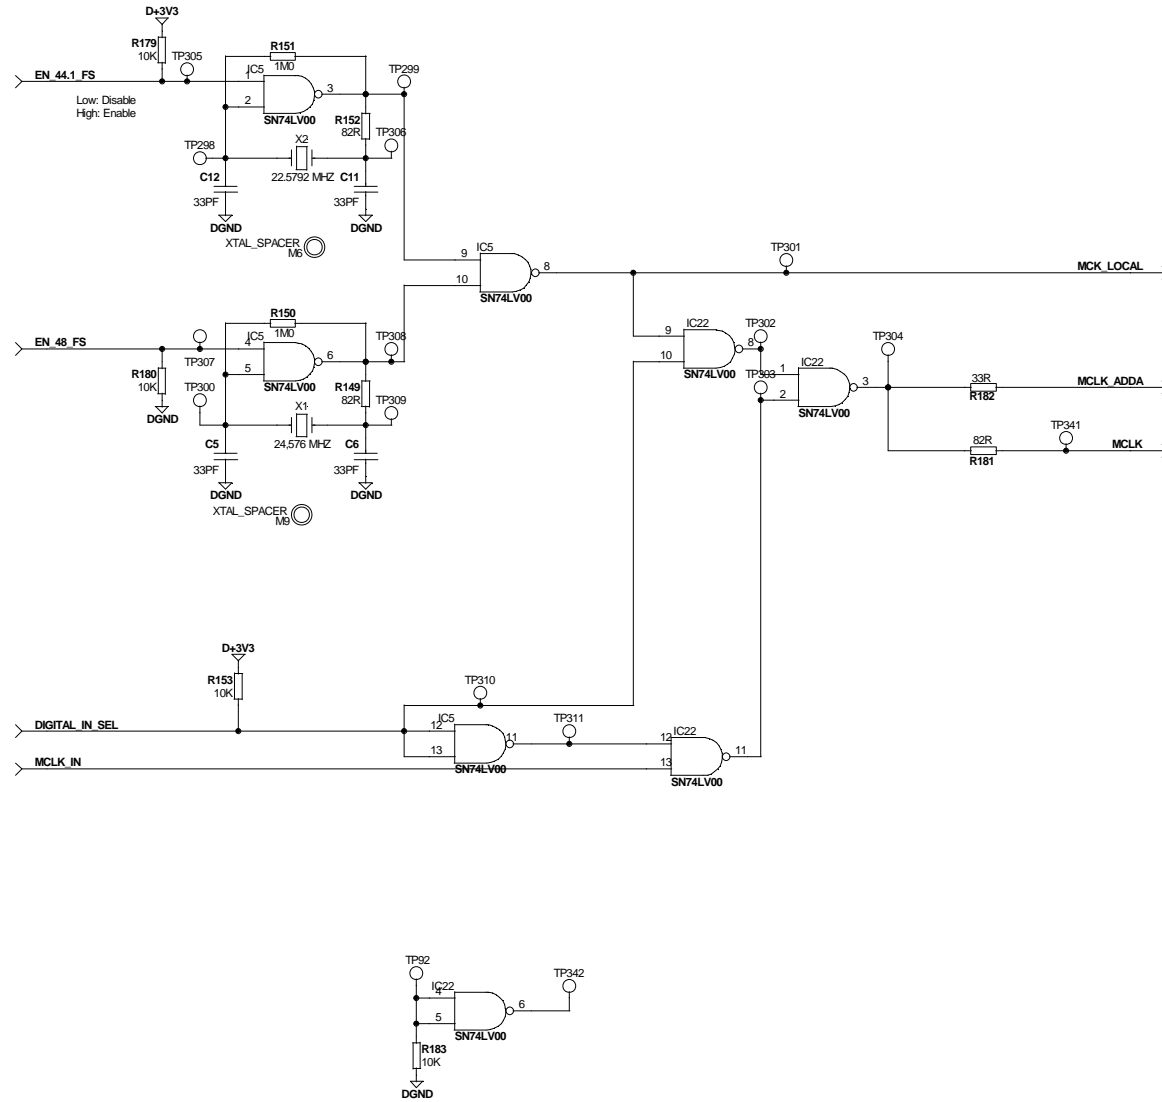 D+3V3
R179
10K
TP305
EN_44.1_FS
Low: Disable
High: Enable
R151
1M0
IC5
1
2
3
SN74LV00
TP299
R152
82R
TP306
TP298
X2
22.5792 MHZ
C12
33PF
DGND
C11
33PF
DGND
XTAL_SPACER
M6
IC5
9
10
8
SN74LV00
TP301
MCK_LOCAL
EN_48_FS
TP307
R180
10K
DGND
TP300
R150
1M0
IC5
4
5
6
SN74LV00
TP308
R149
82R
TP309
X1
24,576 MHZ
C5
33PF
DGND
C6
33PF
DGND
XTAL_SPACER
M9
9
10
IC22
8
SN74LV00
TP302
TP303
1
2
IC22
3
SN74LV00
TP304
33R
R182
MCLK_ADDA
82R
R181
TP341
MCLK
D+3V3
R153
10K
TP310
DIGITAL_IN_SEL
MCLK_IN
IC5
12
13
11
SN74LV00
TP311
IC22
12
13
11
SN74LV00
TP92
IC22
4
5
6
SN74LV00
TP342
R183
10K
DGND